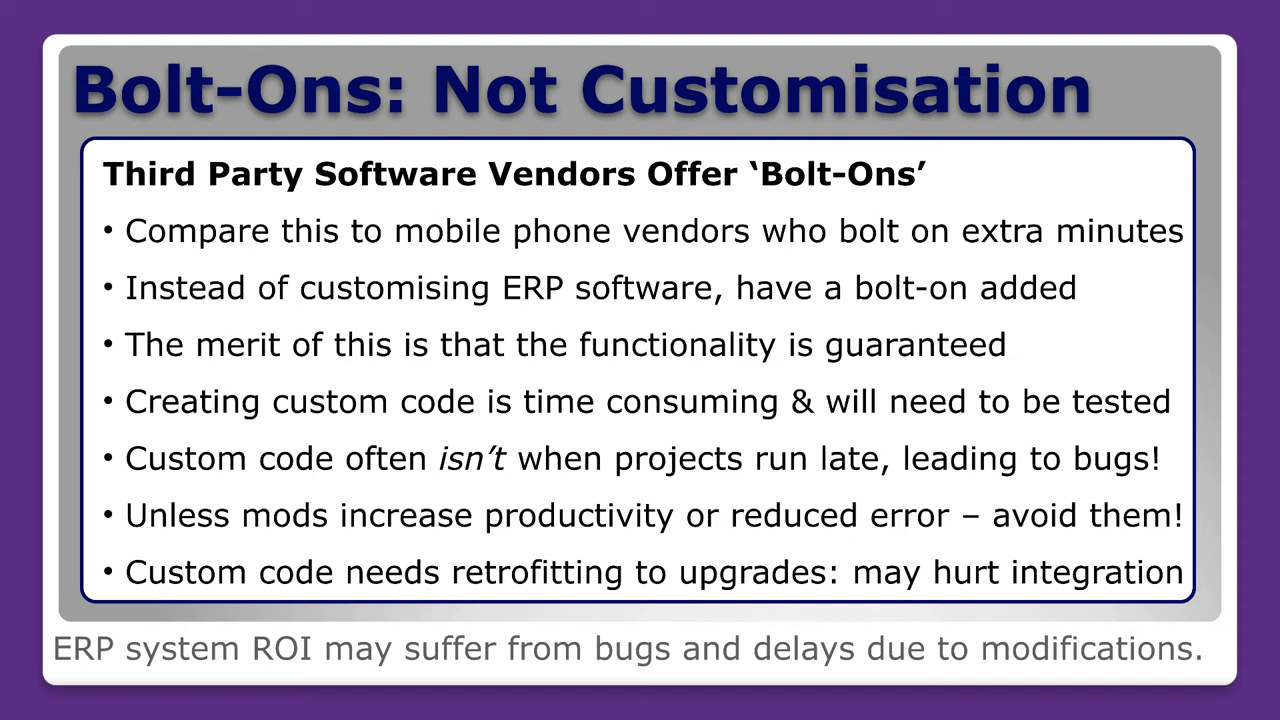 Bolt-Ons: Not Customisation
Third Party Software Vendors Offer ‘Bolt-Ons’
• Compare this to mobile phone vendors who bolt on extra minutes
• Instead of customising ERP software, have a bolt-on added
• The merit of this is that the functionality is guaranteed
• Creating custom code is time consuming & will need to be tested
• Custom code often isn’t when projects run late, leading to bugs!
• Unless mods increase productivity or reduced error – avoid them!
• Custom code needs retrofitting to upgrades: may hurt integration
ERP system ROI may suffer from bugs and delays due to modifications.